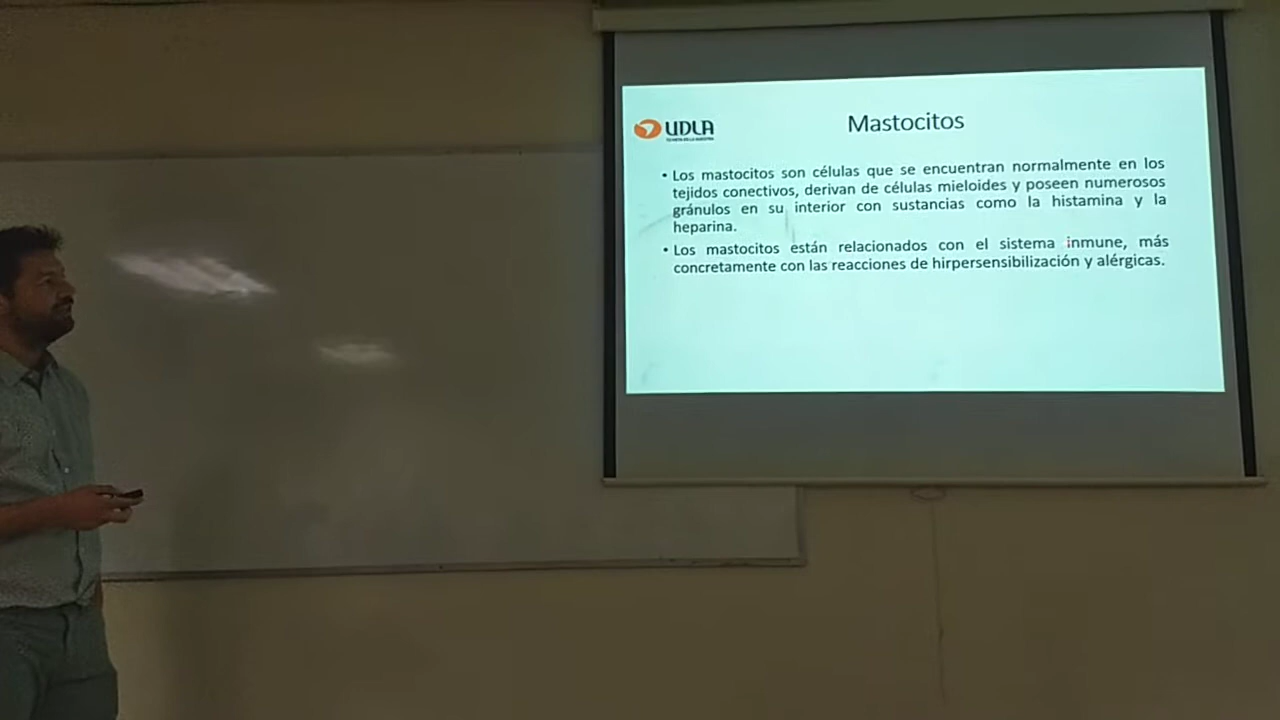 UDLA
Mastocitos
• Los mastocitos son células que se encuentran normalmente en los
tejidos conectivos, derivan de células mieloides y poseen numerosos
gránulos en su interior con sustancias como la histamina y la
heparina.
• Los mastocitos están relacionados con el sistema inmune, más
concretamente con las reacciones de hirpersensibilización y alérgicas.